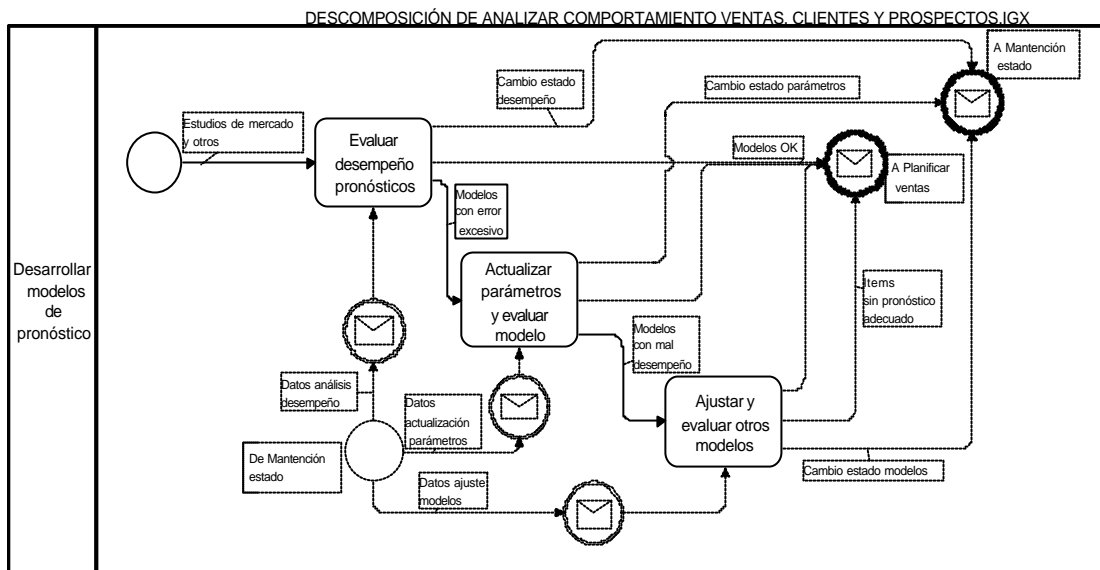 DESCOMPOSICIÓN DE ANALIZAR COMPORTAMIENTO VENTAS, CLIENTES Y PROSPECTOS.IGX
Desarrollar
modelos
de
pronóstico
Estudios de mercado
y otros
Evaluar
desempeño
pronósticos
Cambio estado
desempeño
Cambio estado parámetros
A Mantención
estado
Modelos OK
A Planificar
ventas
Modelos
con error
excesivo
Actualizar
parámetros
y evaluar
modelo
Items
sin pronóstico
adecuado
Modelos
con mal
desempeño
Datos análisis
desempeño
Datos
actualización
parámetros
Ajustar y
evaluar otros
modelos
De Mantención
estado
Datos ajuste
modelos
Cambio estado modelos